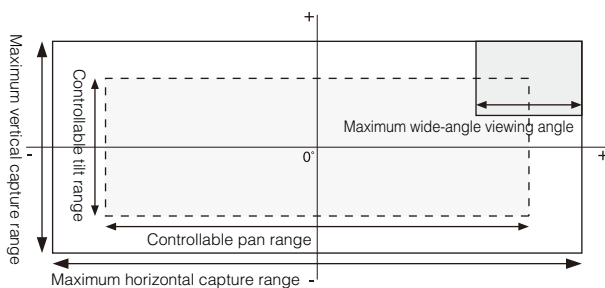 +
Maximum vertical capture range
Controllable tilt range
Maximum wide-angle viewing angle
-
0°
+
Controllable pan range
Maximum horizontal capture range
-